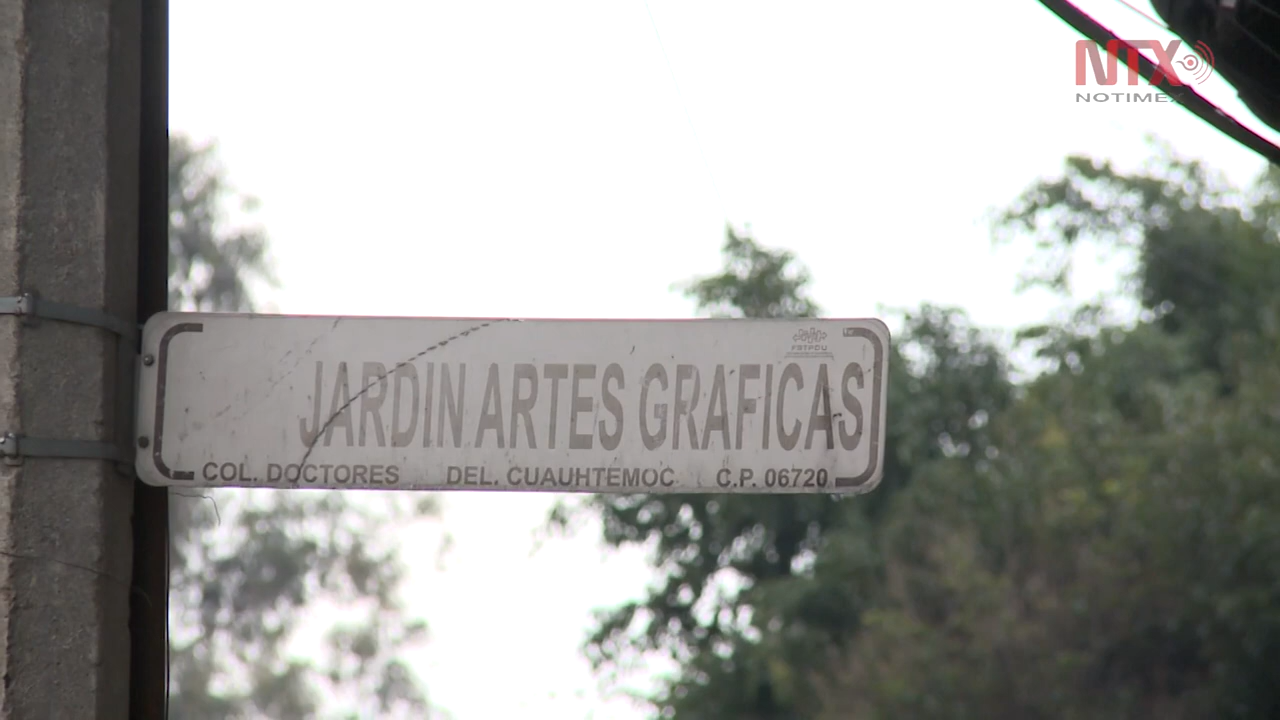 NTX
NOTIMEX
JARDIN ARTES GRAFICAS
COL. DOCTORES DEL. CUAUHTEMOC C.P. 06720